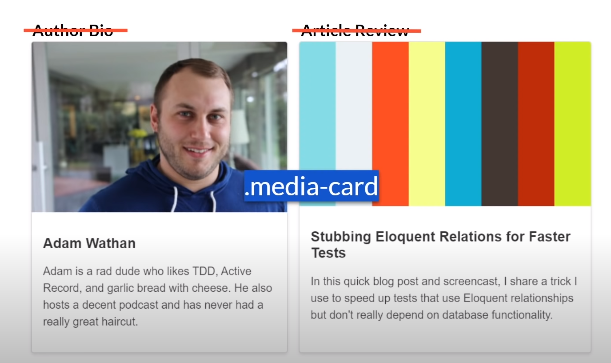 Author Bio
Article Review
.media-card
Adam Wathan
Adam is a rad dude who likes TDD, Active
Record, and garlic bread with cheese. He also
hosts a decent podcast and has never had a
really great haircut.
Stubbing Eloquent Relations for Faster
Tests
In this quick blog post and screencast, I share a trick I
use to speed up tests that use Eloquent relationships
but don't really depend on database functionality.